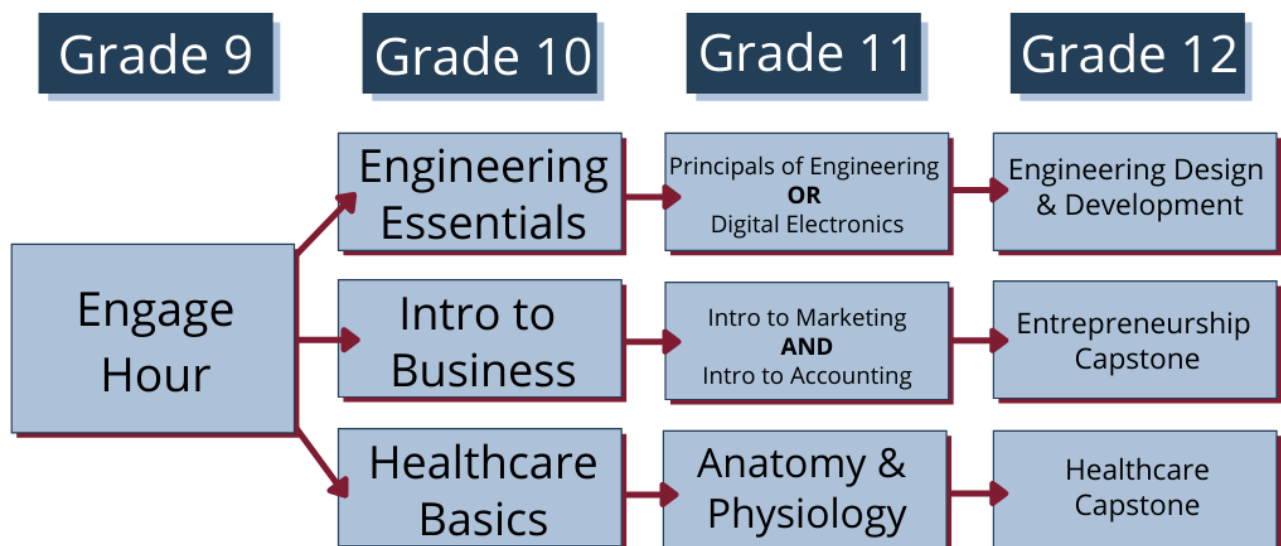 Grade 9
Grade 10
Grade 11
Grade 12
Engage
Hour
Engineering
Essentials
Principals of Engineering
OR
Digital Electronics
Engineering Design
& Development
Intro to
Business
Intro to Marketing
AND
Intro to Accounting
Entrepreneurship
Capstone
Healthcare
Basics
Anatomy &
Physiology
Healthcare
Capstone